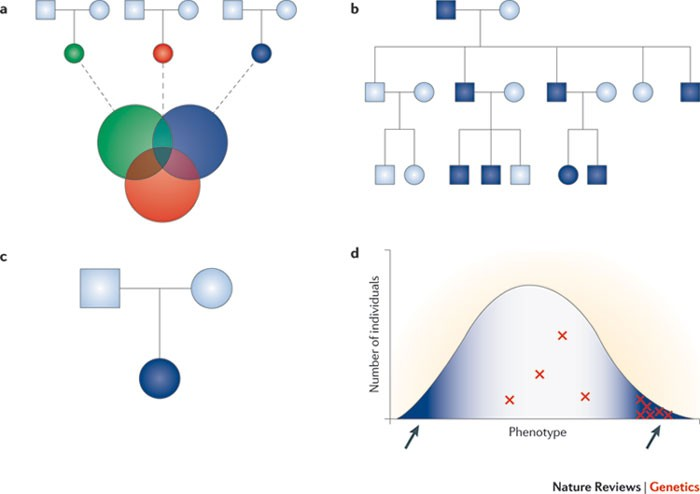 a
b
c
d
Number of individuals
Phenotype
Nature Reviews | Genetics